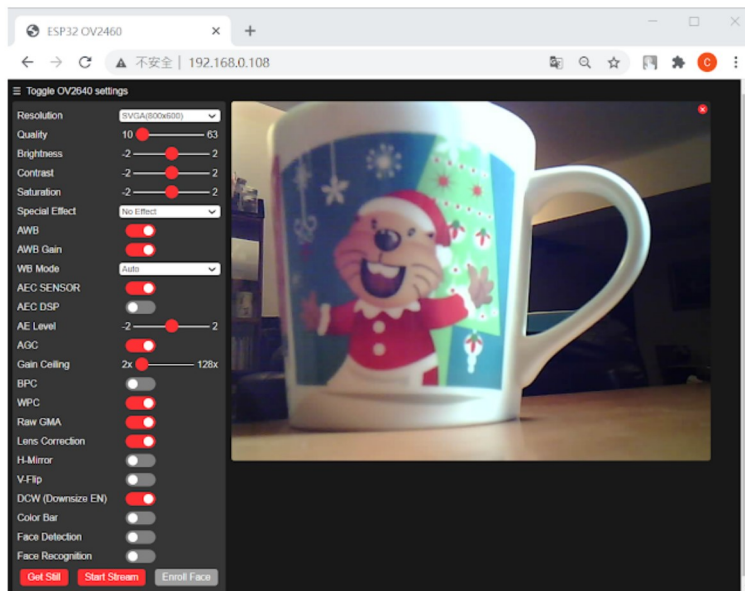 ESP32 OV2460
不安全 | 192.168.0.108
Toggle OV2640 settings
Resolution SVGA(800x600)
Quality 10 63
Brightness -2 2
Contrast -2 2
Saturation -2 2
Special Effect No Effect
AWB
AWB Gain
WB Mode Auto
AEC SENSOR
AEC DSP
AE Level -2 2
AGC
Gain Ceiling 2x 128x
BPC
WPC
Raw GMA
Lens Correction
H-Mirror
V-Flip
DCW (Downsize EN)
Color Bar
Face Detection
Face Recognition
Get Still Start Stream Enroll Face